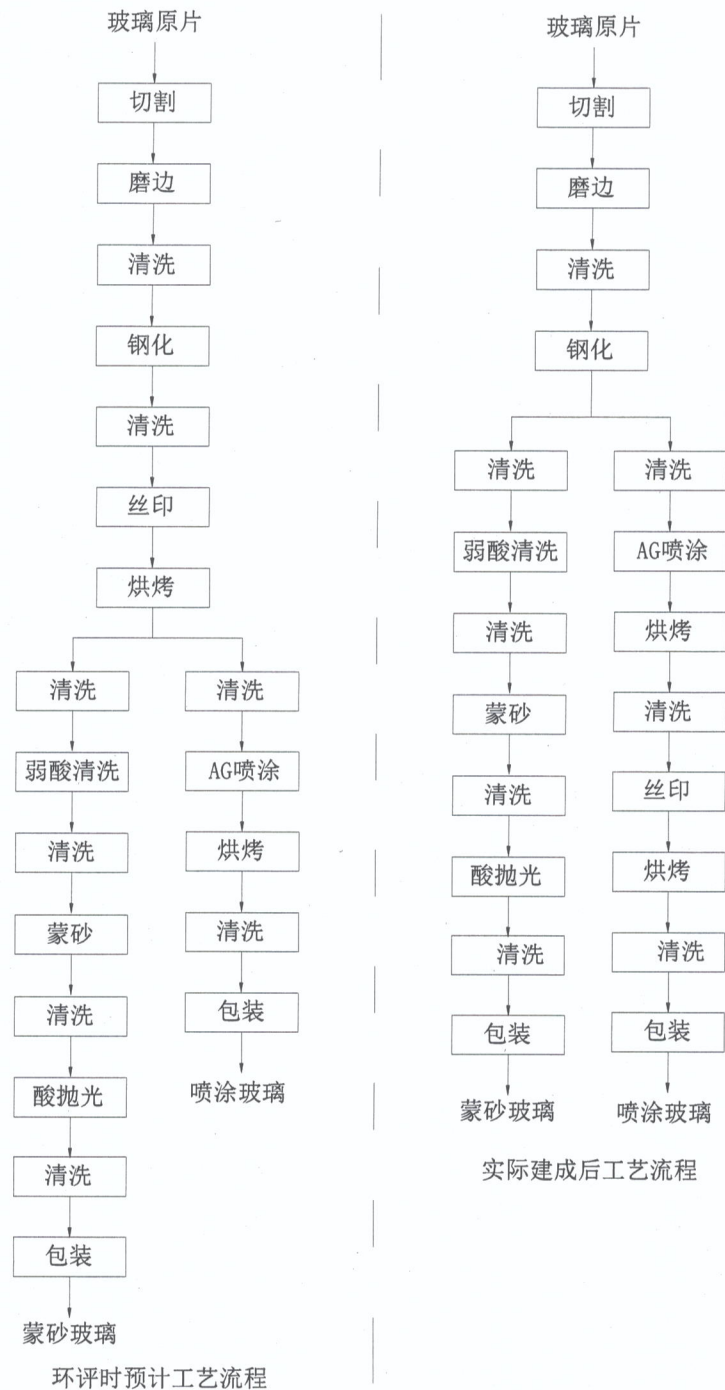 玻璃原片
切割
磨边
清洗
钢化
清洗
丝印
烘烤
清洗
弱酸清洗
清洗
蒙砂
清洗
酸抛光
清洗
包装
蒙砂玻璃
清洗
AG喷涂
烘烤
清洗
包装
喷涂玻璃
环评时预计工艺流程
玻璃原片
切割
磨边
清洗
钢化
清洗
弱酸清洗
清洗
蒙砂
清洗
酸抛光
清洗
包装
蒙砂玻璃
清洗
AG喷涂
烘烤
清洗
丝印
烘烤
清洗
包装
喷涂玻璃
实际建成后工艺流程